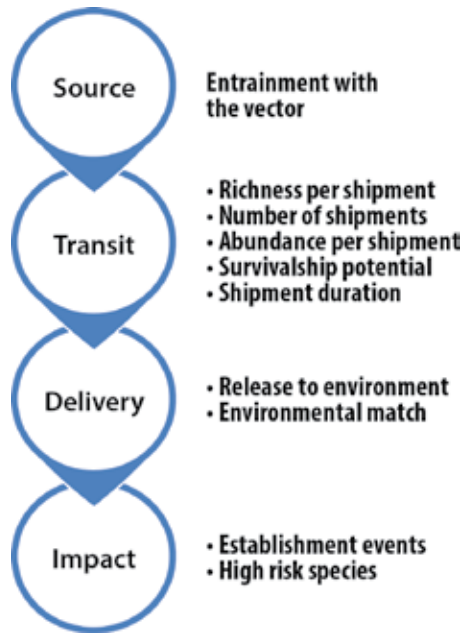 Source
Entrainment with
the vector
Transit
• Richness per shipment
• Number of shipments
• Abundance per shipment
• Survivalship potential
• Shipment duration
Delivery
• Release to environment
• Environmental match
Impact
• Establishment events
• High risk species